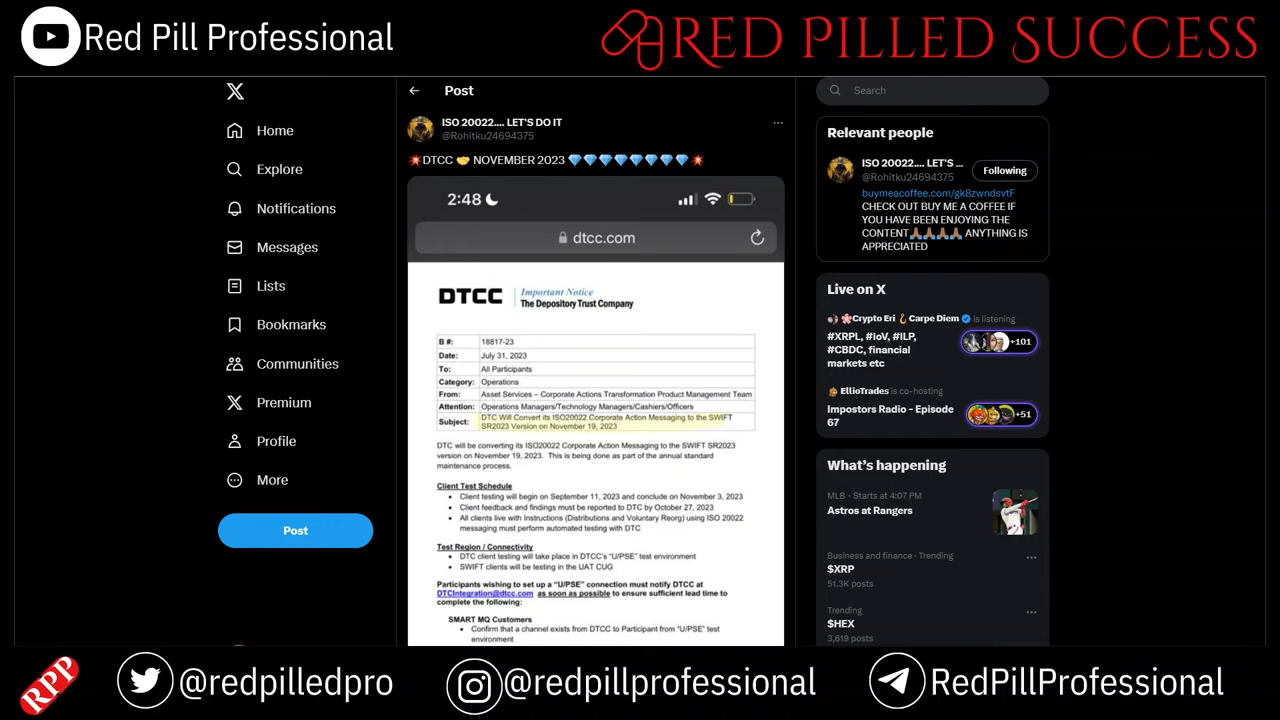 Red Pill Professional
RED PILLED SUCCESS
Home
Explore
Notifications
Messages
Lists
Bookmarks
Communities
Premium
Profile
More
Post
Post
ISO 20022.... LET'S DO IT
@Rohitku24694375
💥DTCC 🤝 NOVEMBER 2023 💎💎💎💎💎💎💎💎💥
2:48
dtcc.com
DTCC
Important Notice
The Depository Trust Company
B #: 18817-23
Date: July 31, 2023
To: All Participants
Category: Operations
From: Asset Services – Corporate Actions Transformation Product Management Team
Attention: Operations Managers/Technology Managers/Cashiers/Officers
Subject: DTC Will Convert its ISO20022 Corporate Action Messaging to the SWIFT
SR2023 Version on November 19, 2023
DTC will be converting its ISO20022 Corporate Action Messaging to the SWIFT SR2023
version on November 19, 2023. This is being done as part of the annual standard
maintenance process.
Client Test Schedule
• Client testing will begin on September 11, 2023 and conclude on November 3, 2023
• Client feedback and findings must be reported to DTC by October 27, 2023
• All clients live with Instructions (Distributions and Voluntary Reorg) using ISO 20022
messaging must perform automated testing with DTC
Test Region / Connectivity
• DTC client testing will take place in DTCC's "U/PSE" test environment
• SWIFT clients will be testing in the UAT CUG
Participants wishing to set up a "U/PSE" connection must notify DTCC at
DTCIntegration@dtcc.com as soon as possible to ensure sufficient lead time to
complete the following:
SMART MQ Customers
• Confirm that a channel exists from DTCC to Participant from "U/PSE" test
environment
Search
Relevant people
ISO 20022.... LET'S ...
@Rohitku24694375
Following
buymeacoffee.com/gk8zwndsvtF
CHECK OUT BUY ME A COFFEE IF
YOU HAVE BEEN ENJOYING THE
CONTENT🙏🏽🙏🏽🙏🏽🙏🏽 ANYTHING IS
APPRECIATED
Live on X
🌸Crypto Eri 🪝Carpe Diem is listening
#XRPL, #IoV, #ILP,
#CBDC, financial
markets etc
+101
EllioTrades is co-hosting
Impostors Radio - Episode
67
+51
What's happening
MLB · Starts at 4:07 PM
Astros at Rangers
Business and finance · Trending
$XRP
51.3K posts
Trending
$HEX
3,619 posts
RPP
@redpilledpro
@redpillprofessional
RedPillProfessional